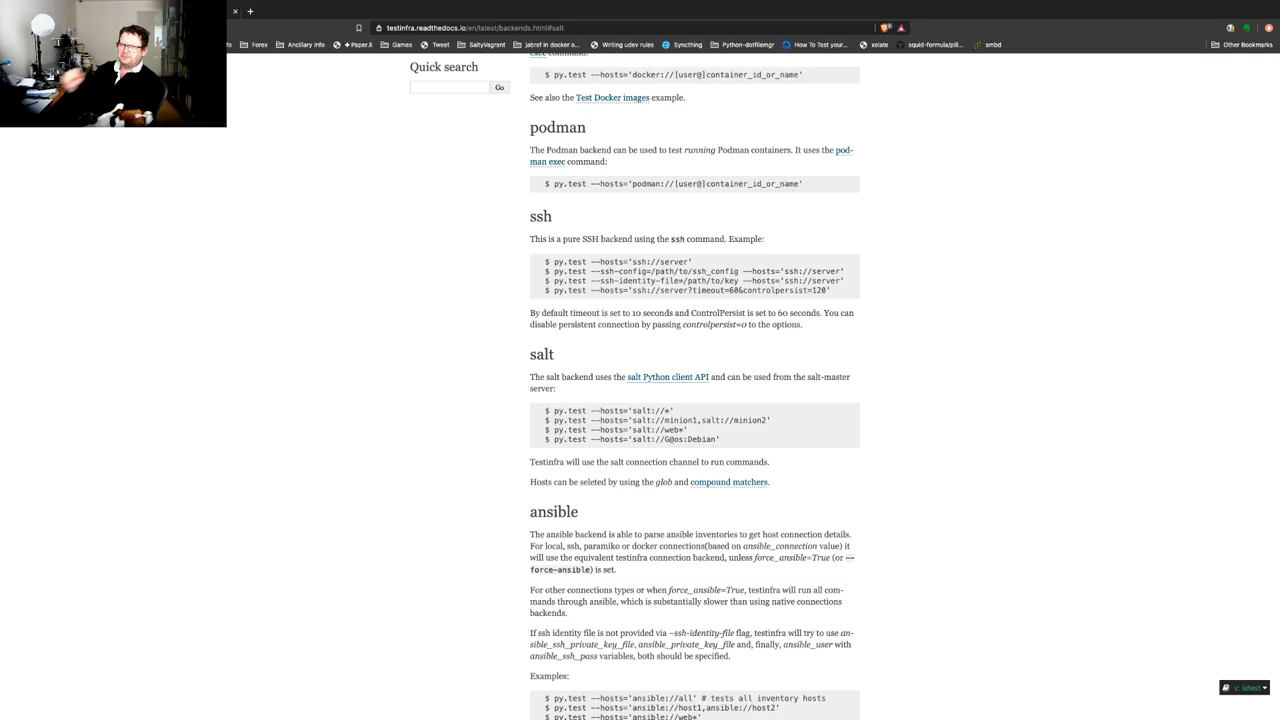 testinfra.readthedocs.io/en/latest/backends.html#salt
Forex Ancillary info Paper.li Games Tweet SaltyVagrant jabref in docker o... Writing udev rules Syncthing Python-dotfilemgr How To Test your... xelate squid-formula/pill... smbd Other Bookmarks
Quick search
Go
exec command:
$ py.test --hosts='docker://[user@]container_id_or_name'
See also the Test Docker images example.
podman
The Podman backend can be used to test running Podman containers. It uses the pod-
man exec command:
$ py.test --hosts='podman://[user@]container_id_or_name'
ssh
This is a pure SSH backend using the ssh command. Example:
$ py.test --hosts='ssh://server'
$ py.test --ssh-config=/path/to/ssh_config --hosts='ssh://server'
$ py.test --ssh-identity-file=/path/to/key --hosts='ssh://server'
$ py.test --hosts='ssh://server?timeout=60&controlpersist=120'
By default timeout is set to 10 seconds and ControlPersist is set to 60 seconds. You can
disable persistent connection by passing controlpersist=0 to the options.
salt
The salt backend uses the salt Python client API and can be used from the salt-master
server:
$ py.test --hosts='salt://*'
$ py.test --hosts='salt://minion1,salt://minion2'
$ py.test --hosts='salt://web*'
$ py.test --hosts='salt://G@os:Debian'
Testinfra will use the salt connection channel to run commands.
Hosts can be seleted by using the glob and compound matchers.
ansible
The ansible backend is able to parse ansible inventories to get host connection details.
For local, ssh, paramiko or docker connections(based on ansible_connection value) it
will use the equivalent testinfra connection backend, unless force_ansible=True (or --
force-ansible) is set.
For other connections types or when force_ansible=True, testinfra will run all com-
mands through ansible, which is substantially slower than using native connections
backends.
If ssh identity file is not provided via –ssh-identity-file flag, testinfra will try to use an-
sible_ssh_private_key_file, ansible_private_key_file and, finally, ansible_user with
ansible_ssh_pass variables, both should be specified.
Examples:
$ py.test --hosts='ansible://all' # tests all inventory hosts
$ py.test --hosts='ansible://host1,ansible://host2'
$ py.test --hosts='ansible://web*'
v: latest